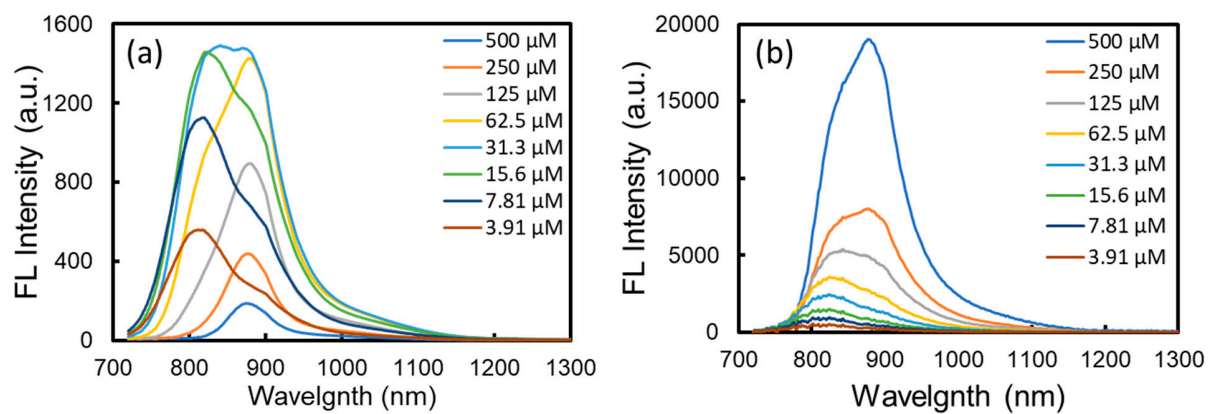 (a)
FL Intensity (a.u.)
1600
1200
800
400
0
700 800 900 1000 1100 1200 1300
Wavelgnth (nm)
500 μM
250 μM
125 μM
62.5 μM
31.3 μM
15.6 μM
7.81 μM
3.91 μM
(b)
FL Intensity (a.u.)
20000
15000
10000
5000
0
700 800 900 1000 1100 1200 1300
Wavelgnth (nm)
500 μM
250 μM
125 μM
62.5 μM
31.3 μM
15.6 μM
7.81 μM
3.91 μM